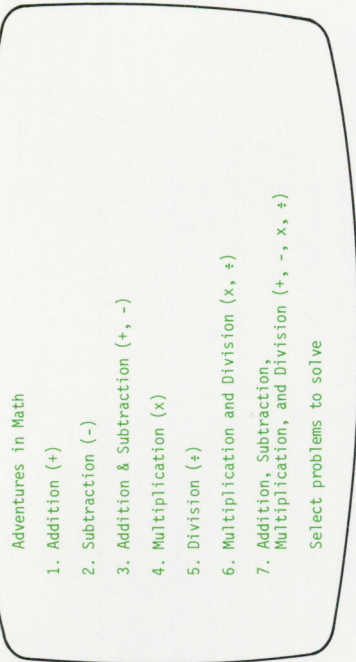 Adventures in Math
1. Addition (+)
2. Subtraction (-)
3. Addition & Subtraction (+, -)
4. Multiplication (x)
5. Division (÷)
6. Multiplication and Division (x, ÷)
7. Addition, Subtraction,
Multiplication, and Division (+, -, x, ÷)
Select problems to solve